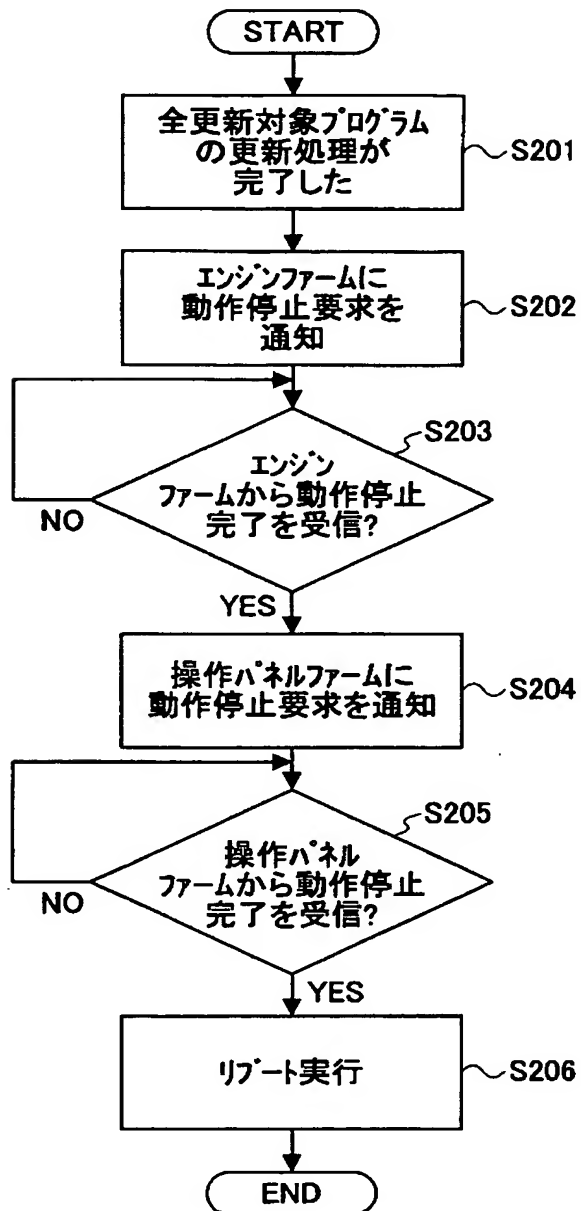 START
全更新対象プログラム
の更新処理が
完了した
S201
エンジンファームに
動作停止要求を
通知
S202
S203
エンジン
ファームから動作停止
完了を受信?
NO
YES
操作パネルファームに
動作停止要求を通知
S204
S205
操作パネル
ファームから動作停止
完了を受信?
NO
YES
リブート実行
S206
END